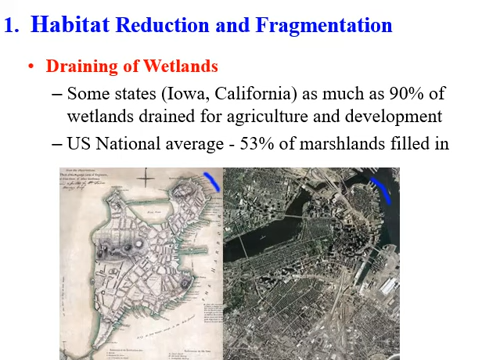 1. Habitat Reduction and Fragmentation
• Draining of Wetlands
– Some states (Iowa, California) as much as 90% of
wetlands drained for agriculture and development
– US National average - 53% of marshlands filled in